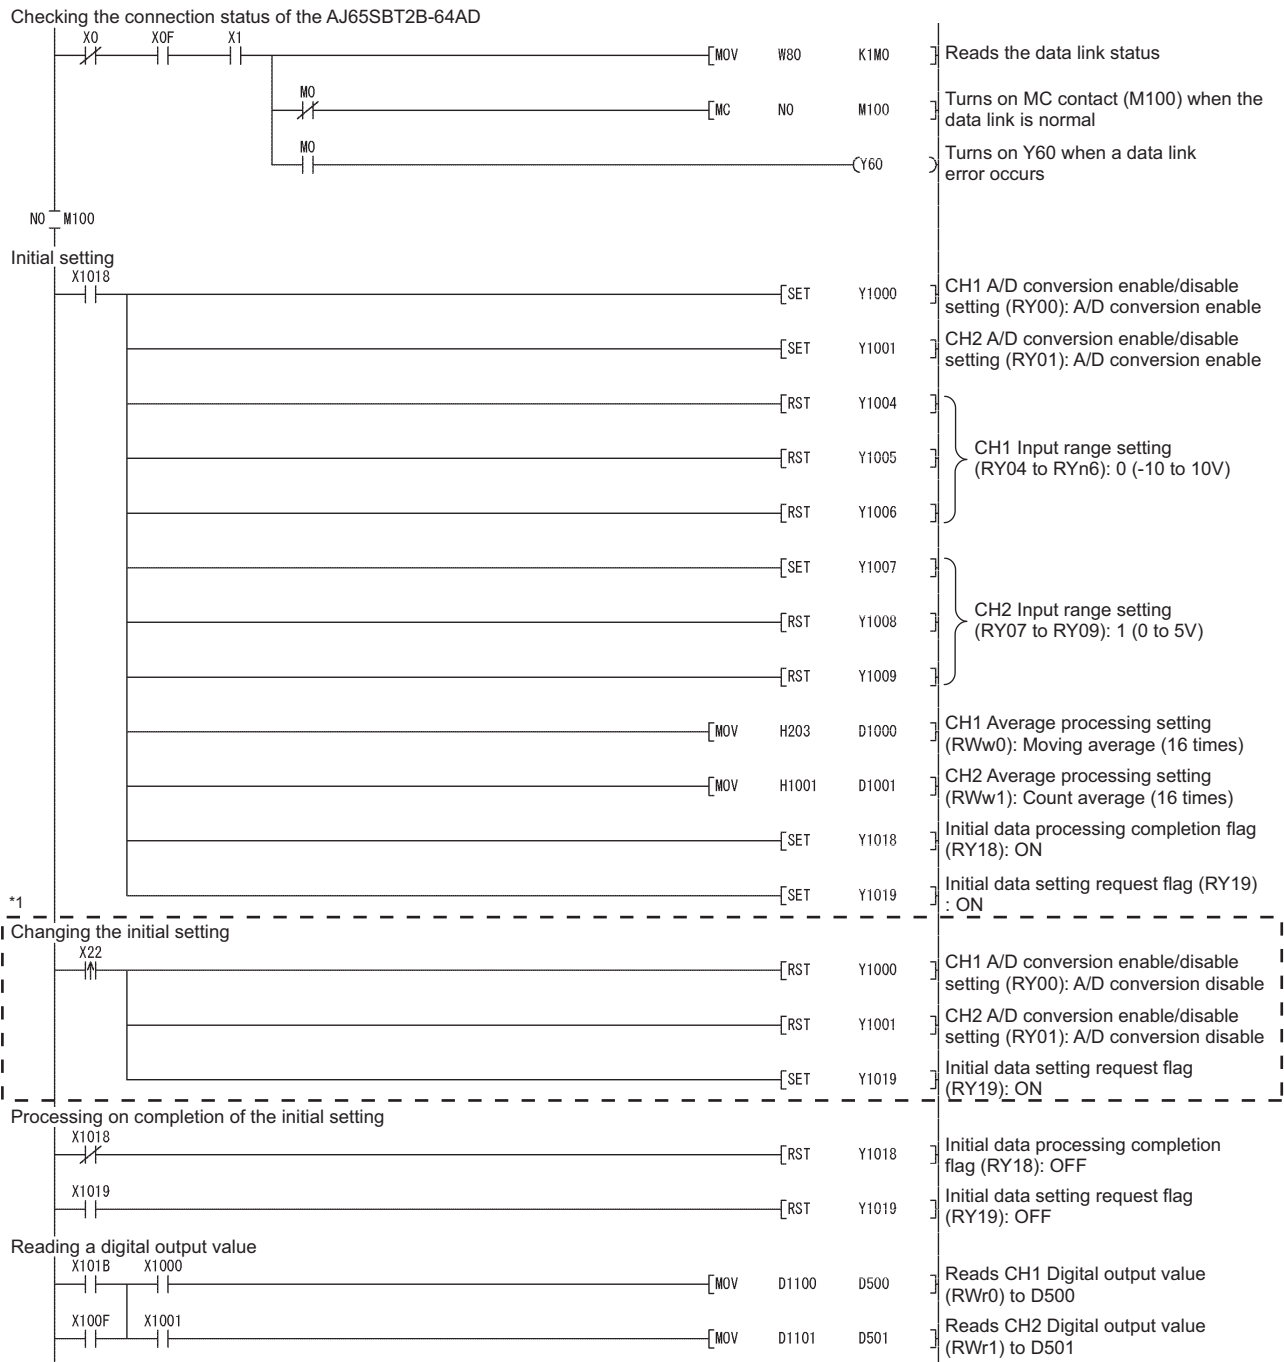 Checking the connection status of the AJ65SBT2B-64AD
X0 X0F X1
MOV W80 K1M0 Reads the data link status
M0
MC N0 M100 Turns on MC contact (M100) when the
data link is normal
M0
Y60 Turns on Y60 when a data link
error occurs
N0 M100
Initial setting
X1018
SET Y1000 CH1 A/D conversion enable/disable
setting (RY00): A/D conversion enable
SET Y1001 CH2 A/D conversion enable/disable
setting (RY01): A/D conversion enable
RST Y1004
RST Y1005 CH1 Input range setting
(RY04 to RYn6): 0 (-10 to 10V)
RST Y1006
SET Y1007
RST Y1008 CH2 Input range setting
(RY07 to RY09): 1 (0 to 5V)
RST Y1009
MOV H203 D1000 CH1 Average processing setting
(RWw0): Moving average (16 times)
MOV H1001 D1001 CH2 Average processing setting
(RWw1): Count average (16 times)
SET Y1018 Initial data processing completion flag
(RY18): ON
SET Y1019 Initial data setting request flag (RY19)
: ON
*1
Changing the initial setting
X22
RST Y1000 CH1 A/D conversion enable/disable
setting (RY00): A/D conversion disable
RST Y1001 CH2 A/D conversion enable/disable
setting (RY01): A/D conversion disable
SET Y1019 Initial data setting request flag
(RY19): ON
Processing on completion of the initial setting
X1018
RST Y1018 Initial data processing completion
flag (RY18): OFF
X1019
RST Y1019 Initial data setting request flag
(RY19): OFF
Reading a digital output value
X101B X1000
MOV D1100 D500 Reads CH1 Digital output value
(RWr0) to D500
X100F X1001
MOV D1101 D501 Reads CH2 Digital output value
(RWr1) to D501